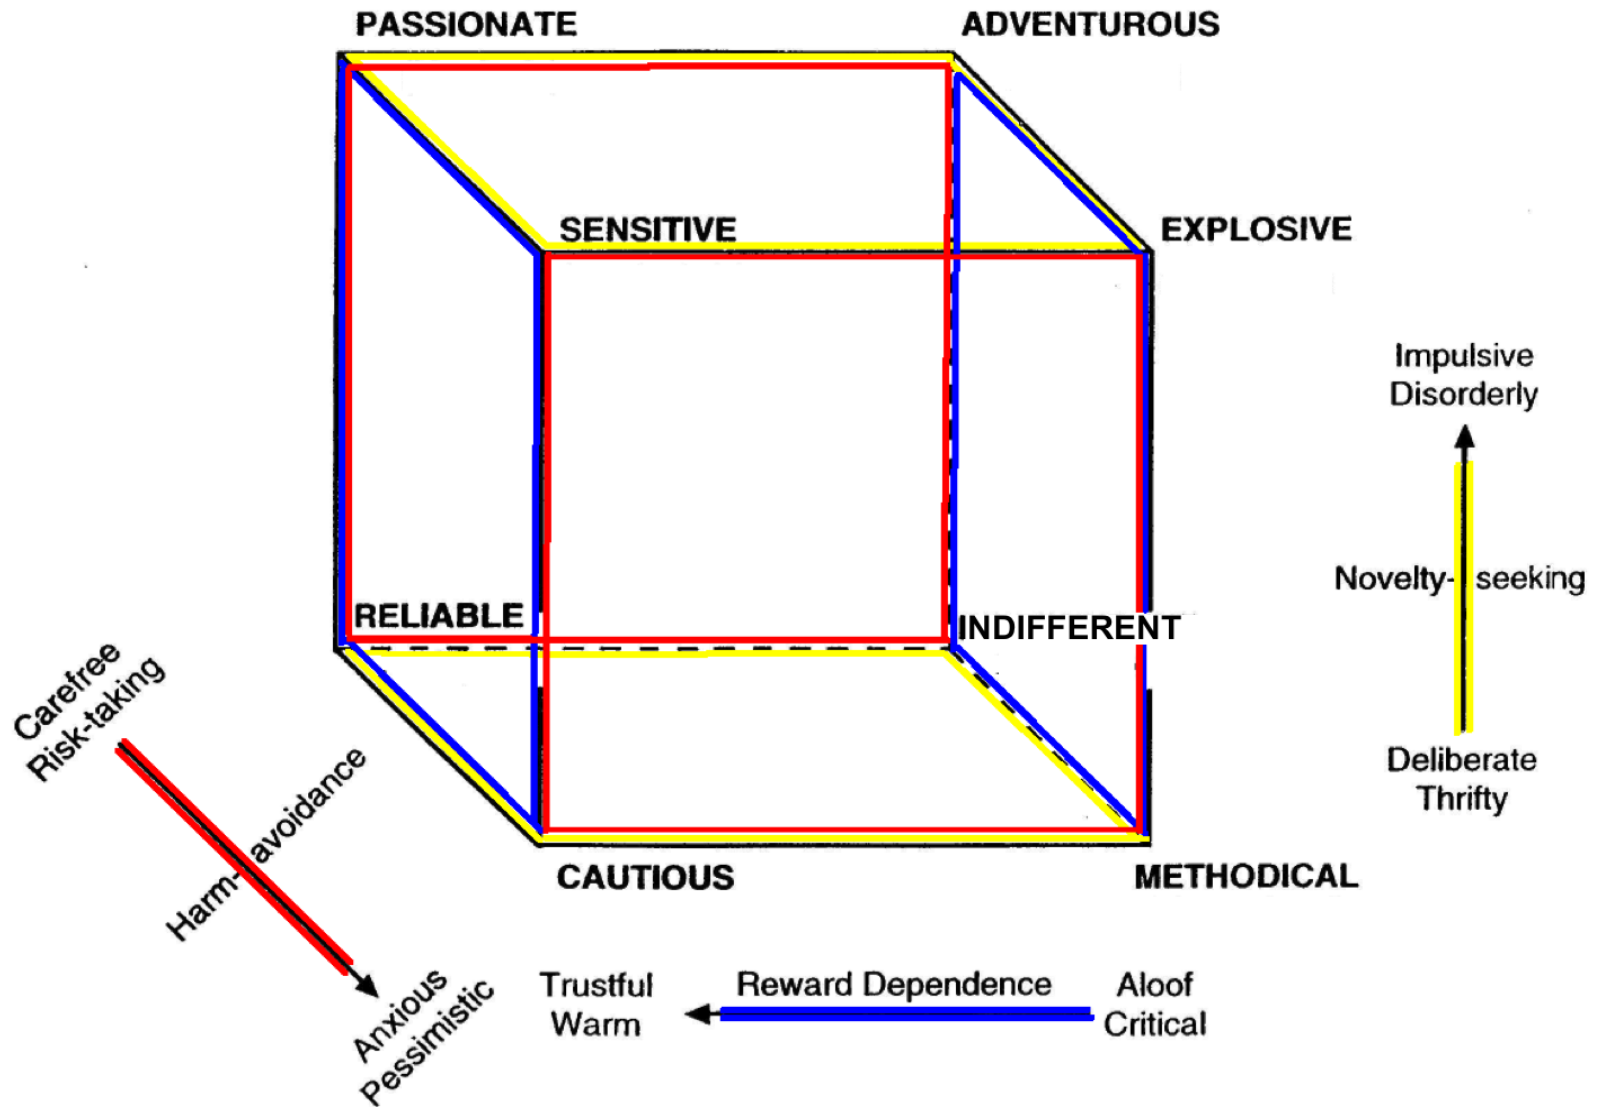 PASSIONATE
ADVENTUROUS
SENSITIVE
EXPLOSIVE
Impulsive
Disorderly
Novelty-seeking
RELIABLE
INDIFFERENT
Carefree
Risk-taking
Harm-avoidance
Deliberate
Thrifty
CAUTIOUS
METHODICAL
Anxious
Pessimistic
Trustful
Warm
Reward Dependence
Aloof
Critical